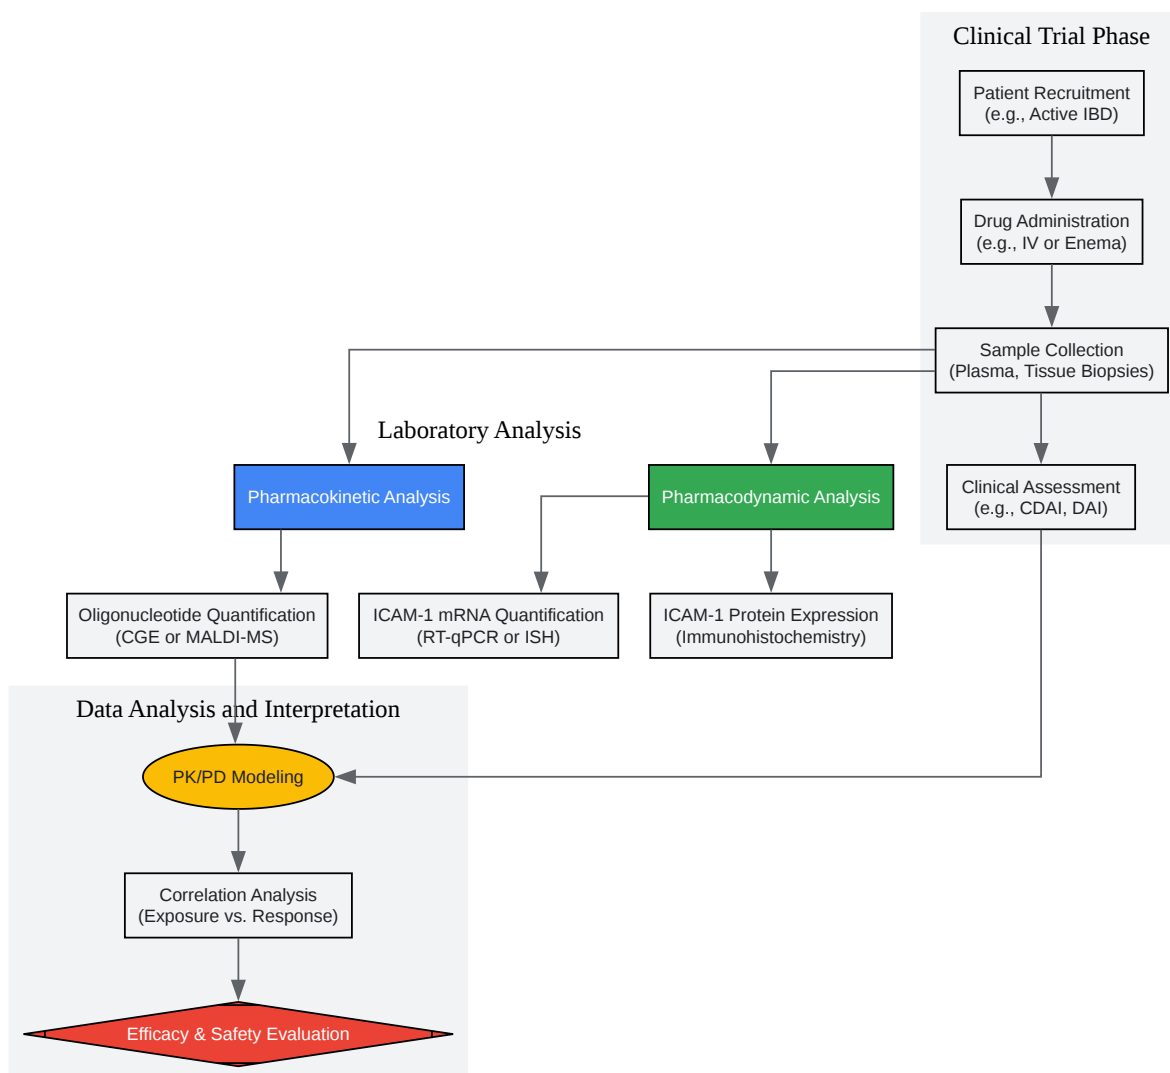 Clinical Trial Phase
Patient Recruitment
(e.g., Active IBD)
Drug Administration
(e.g., IV or Enema)
Sample Collection
(Plasma, Tissue Biopsies)
Clinical Assessment
(e.g., CDAI, DAI)
Laboratory Analysis
Pharmacokinetic Analysis
Pharmacodynamic Analysis
Oligonucleotide Quantification
(CGE or MALDI-MS)
ICAM-1 mRNA Quantification
(RT-qPCR or ISH)
ICAM-1 Protein Expression
(Immunohistochemistry)
Data Analysis and Interpretation
PK/PD Modeling
Correlation Analysis
(Exposure vs. Response)
Efficacy & Safety Evaluation